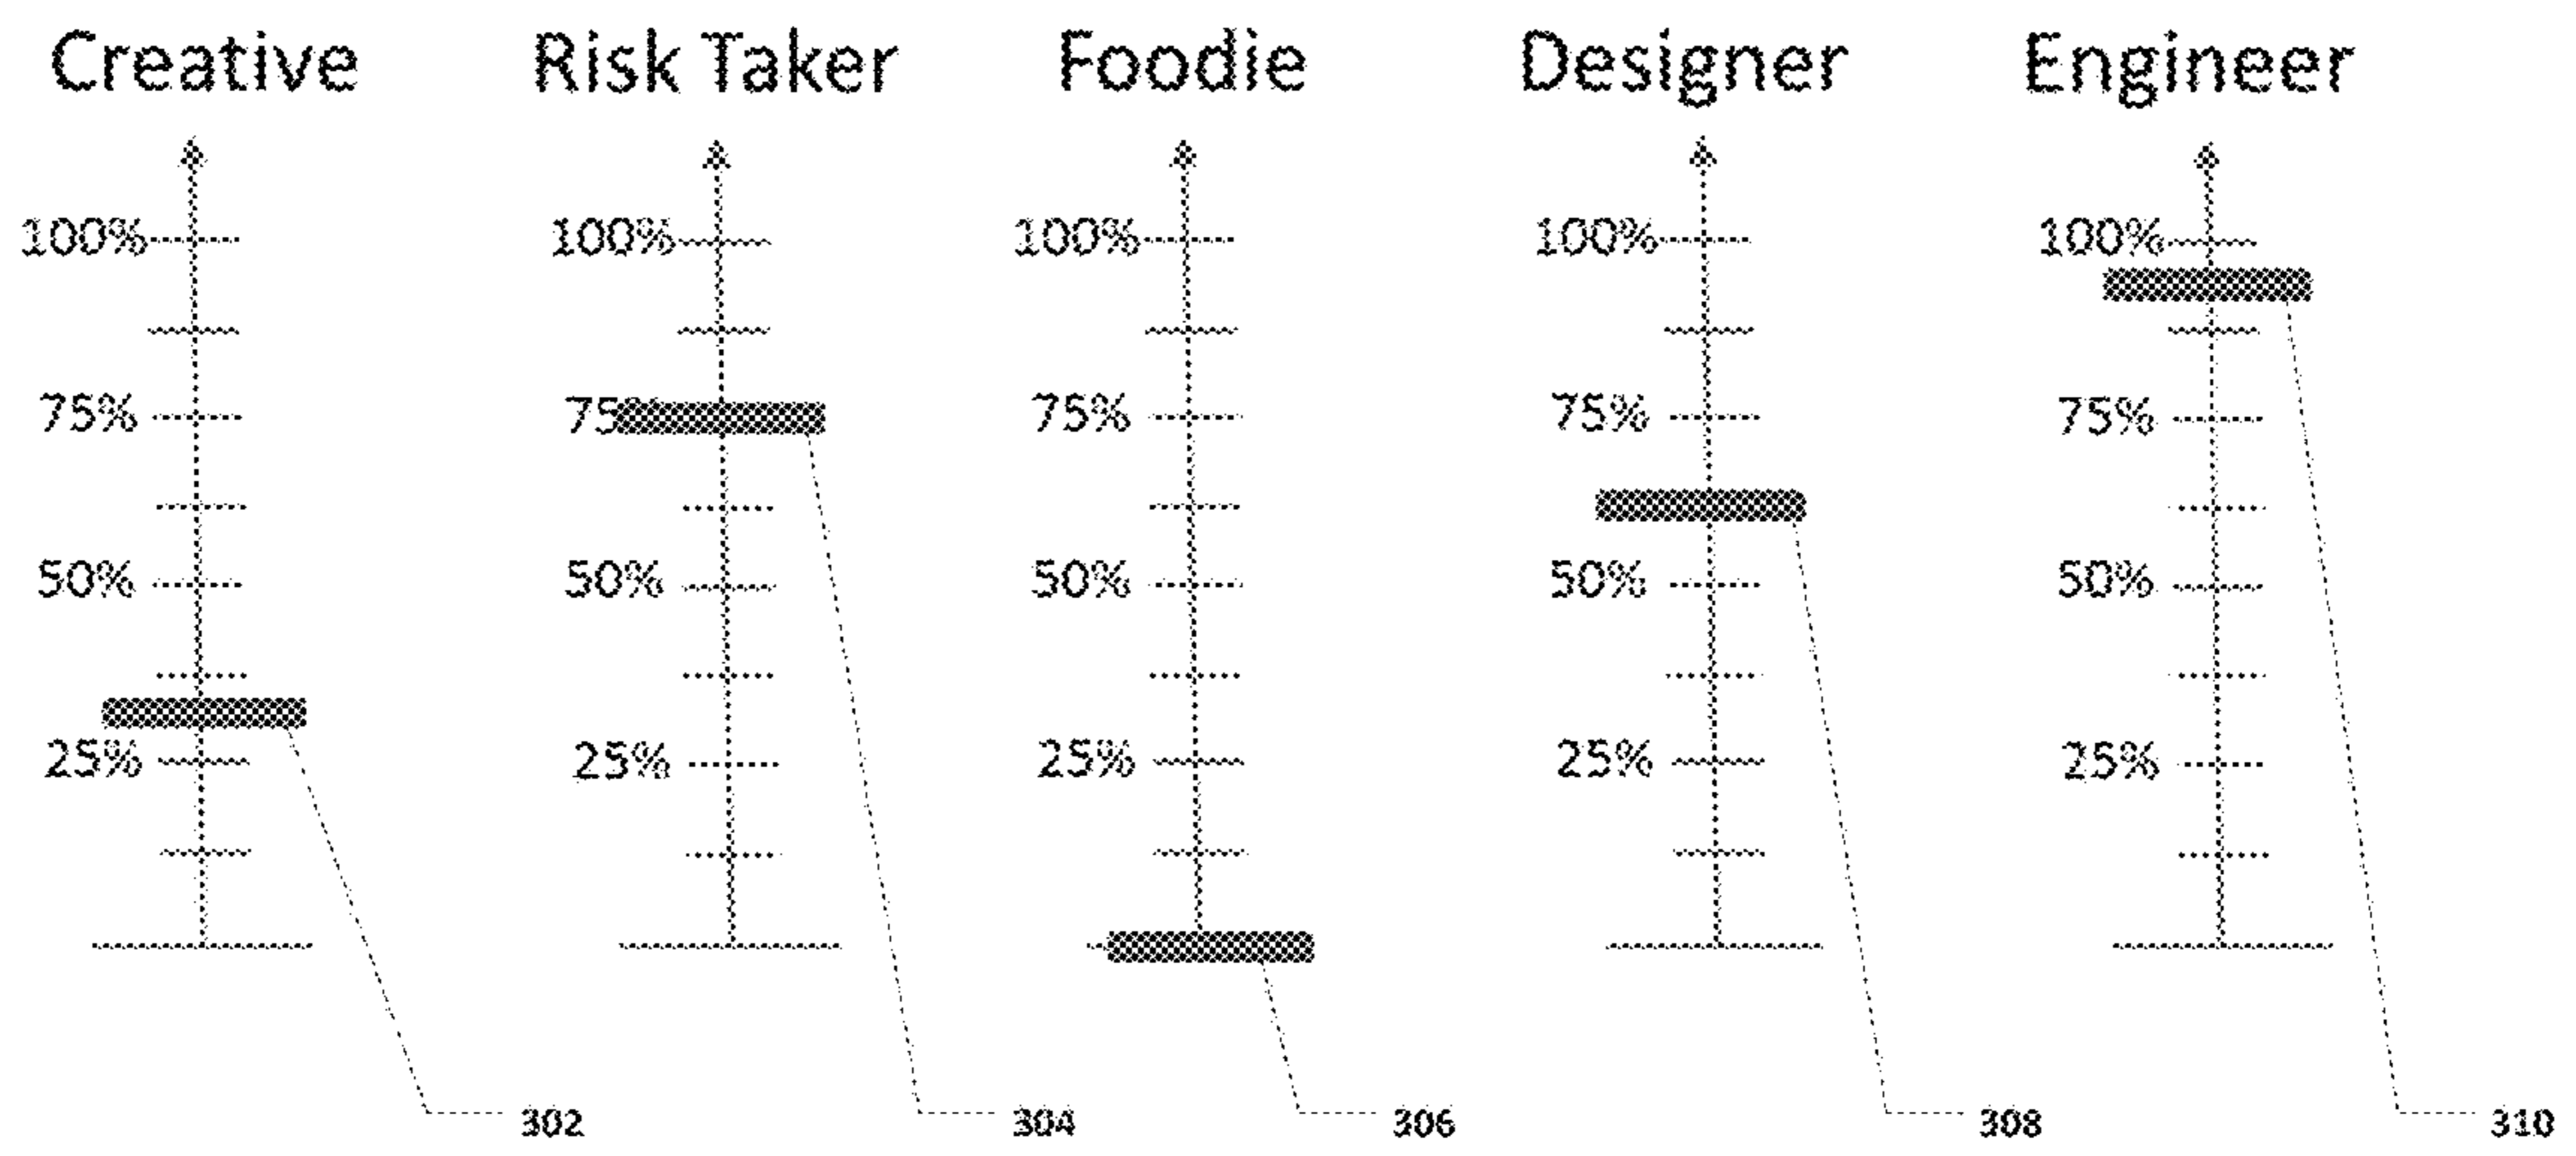 Creative Risk Taker Foodie Designer Engineer
100% 100% 100% 100% 100%
75% 75% 75% 75% 75%
50% 50% 50% 50% 50%
25% 25% 25% 25% 25%
302 304 306 308 310